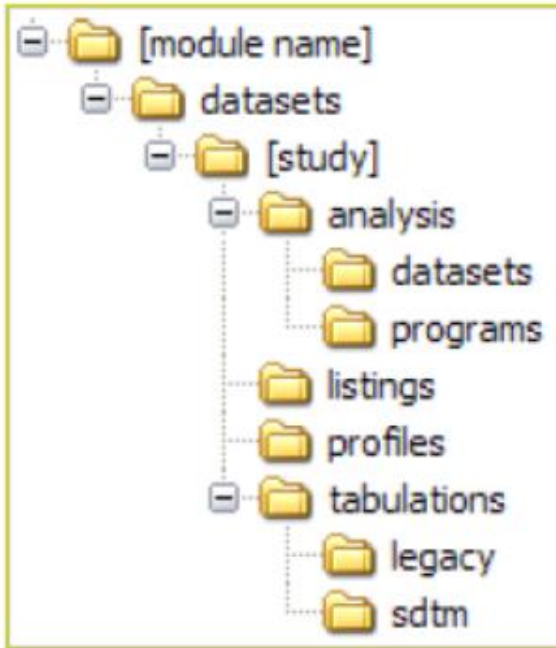 [module name]
datasets
[study]
analysis
datasets
programs
listings
profiles
tabulations
legacy
sdtm